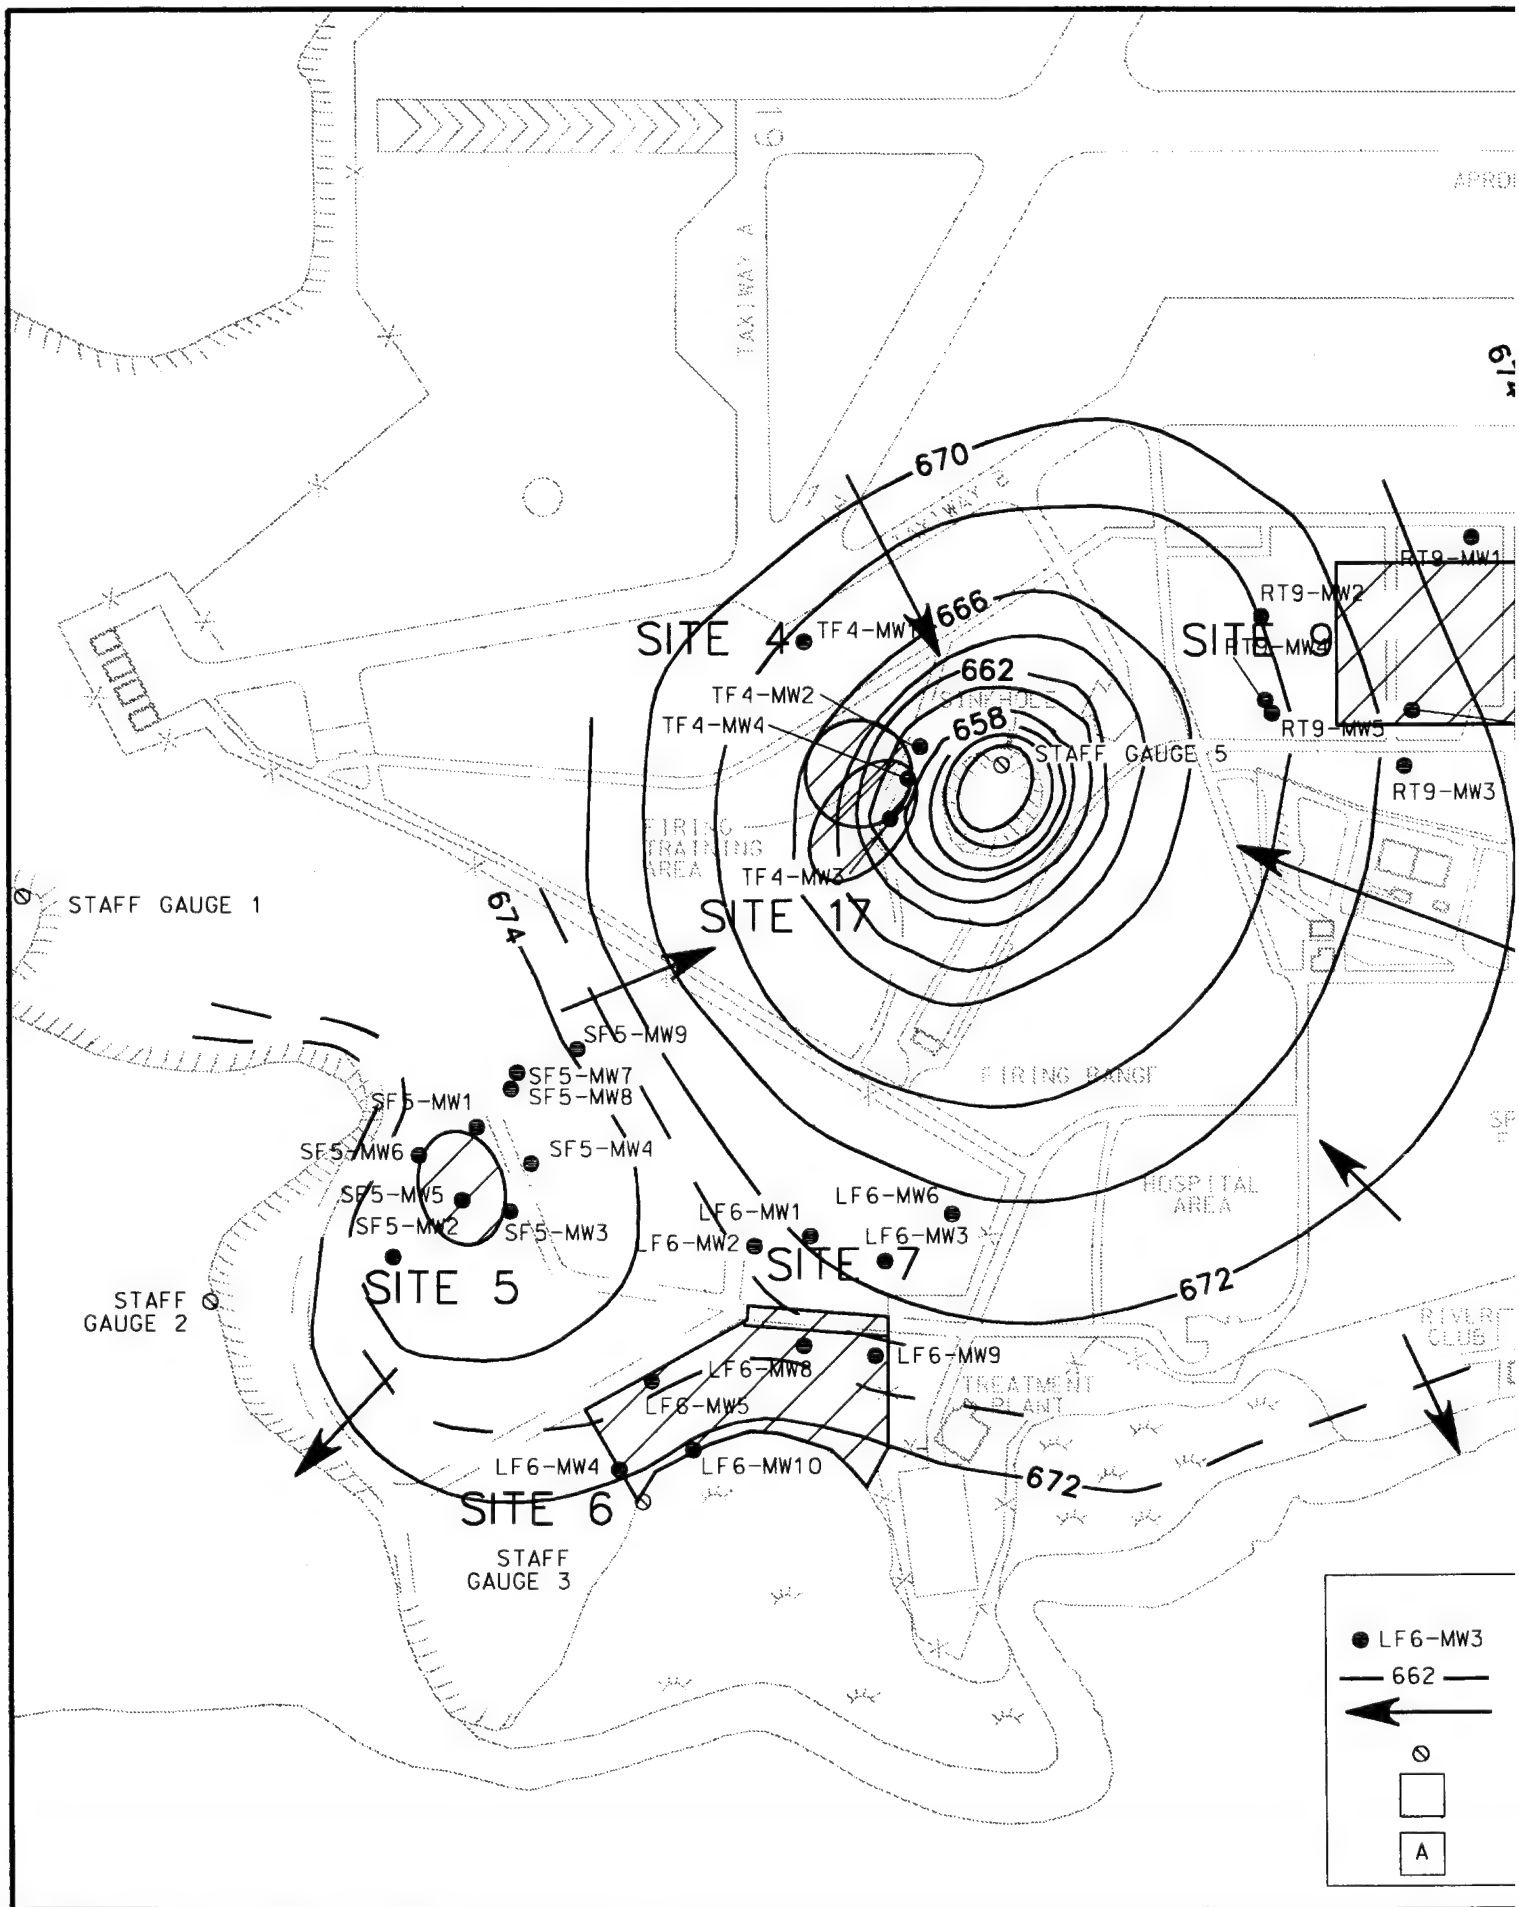 19
APRO
TAXIWAY A
674
670
TAXIWAY B
RT9-MW1
RT9-MW2
666
SITE 4
TF4-MW1
SITE 9
RT9-MW4
662
TF4-MW2
SINKHOLE
TF4-MW4
658
RT9-MW5
STAFF GAUGE 5
RT9-MW3
FIRING
TRAINING
AREA
TF4-MW3
STAFF GAUGE 1
674
SITE 17
SF5-MW9
SF5-MW7
SF5-MW8
FIRING RANGE
SF5-MW1
SP
SF5-MW6
SF5-MW4
SF5-MW5
HOSPITAL
AREA
LF6-MW6
LF6-MW1
SF5-MW2
SF5-MW3
LF6-MW2
LF6-MW3
SITE 7
SITE 5
672
STAFF
GAUGE 2
RIVER
CLUB
LF6-MW9
LF6-MW8
TREATMENT
PLANT
LF6-MW5
LF6-MW4
LF6-MW10
672
SITE 6
STAFF
GAUGE 3
LF6-MW3
662
A